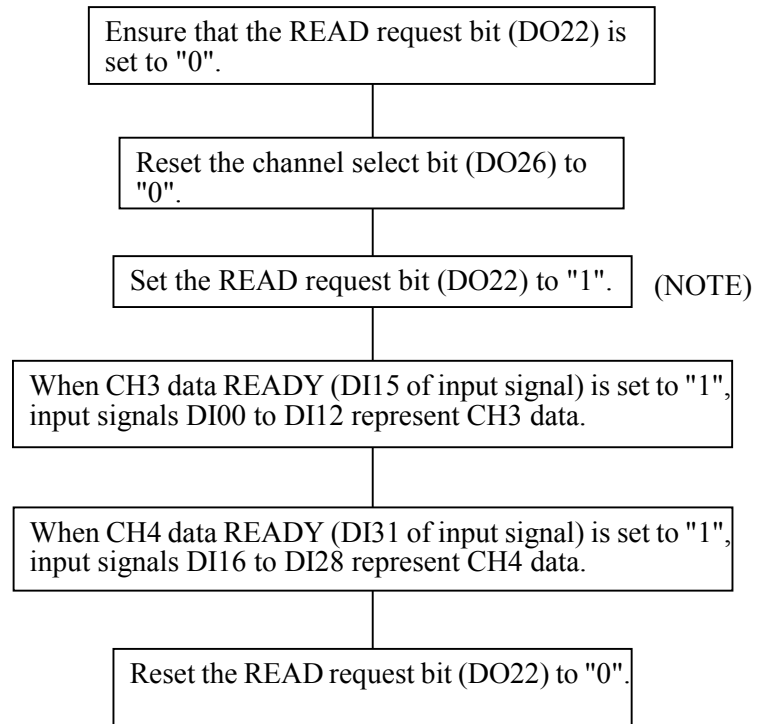 Ensure that the READ request bit (DO22) is
set to "0".
Reset the channel select bit (DO26) to
"0".
Set the READ request bit (DO22) to "1".
(NOTE)
When CH3 data READY (DI15 of input signal) is set to "1",
input signals DI00 to DI12 represent CH3 data.
When CH4 data READY (DI31 of input signal) is set to "1",
input signals DI16 to DI28 represent CH4 data.
Reset the READ request bit (DO22) to "0".